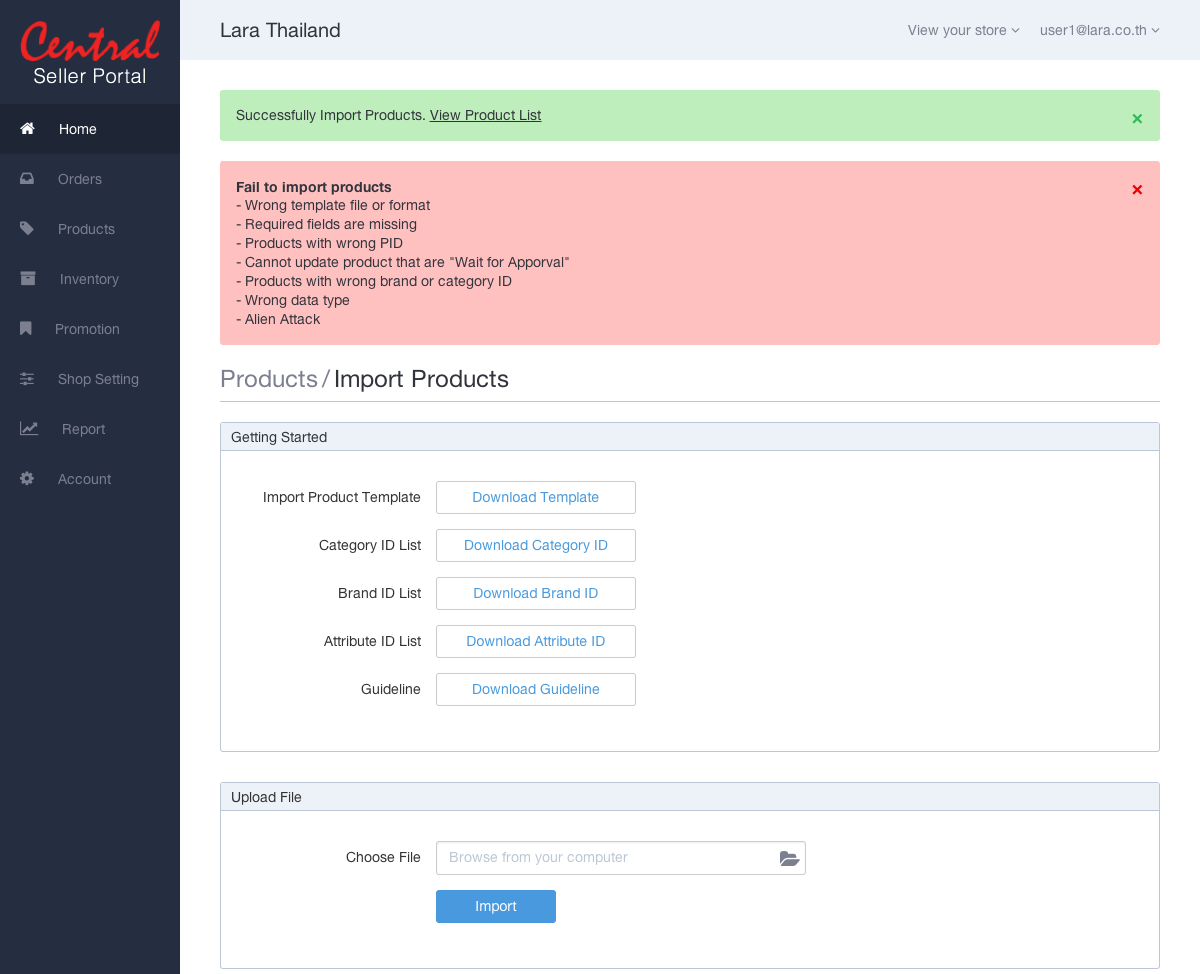 Central
Seller Portal
Home
Orders
Products
Inventory
Promotion
Shop Setting
Report
Account
Lara Thailand
View your store
user1@lara.co.th
Successfully Import Products. View Product List
Fail to import products
- Wrong template file or format
- Required fields are missing
- Products with wrong PID
- Cannot update product that are "Wait for Apporval"
- Products with wrong brand or category ID
- Wrong data type
- Alien Attack
Products / Import Products
Getting Started
Import Product Template Download Template
Category ID List Download Category ID
Brand ID List Download Brand ID
Attribute ID List Download Attribute ID
Guideline Download Guideline
Upload File
Choose File Browse from your computer
Import